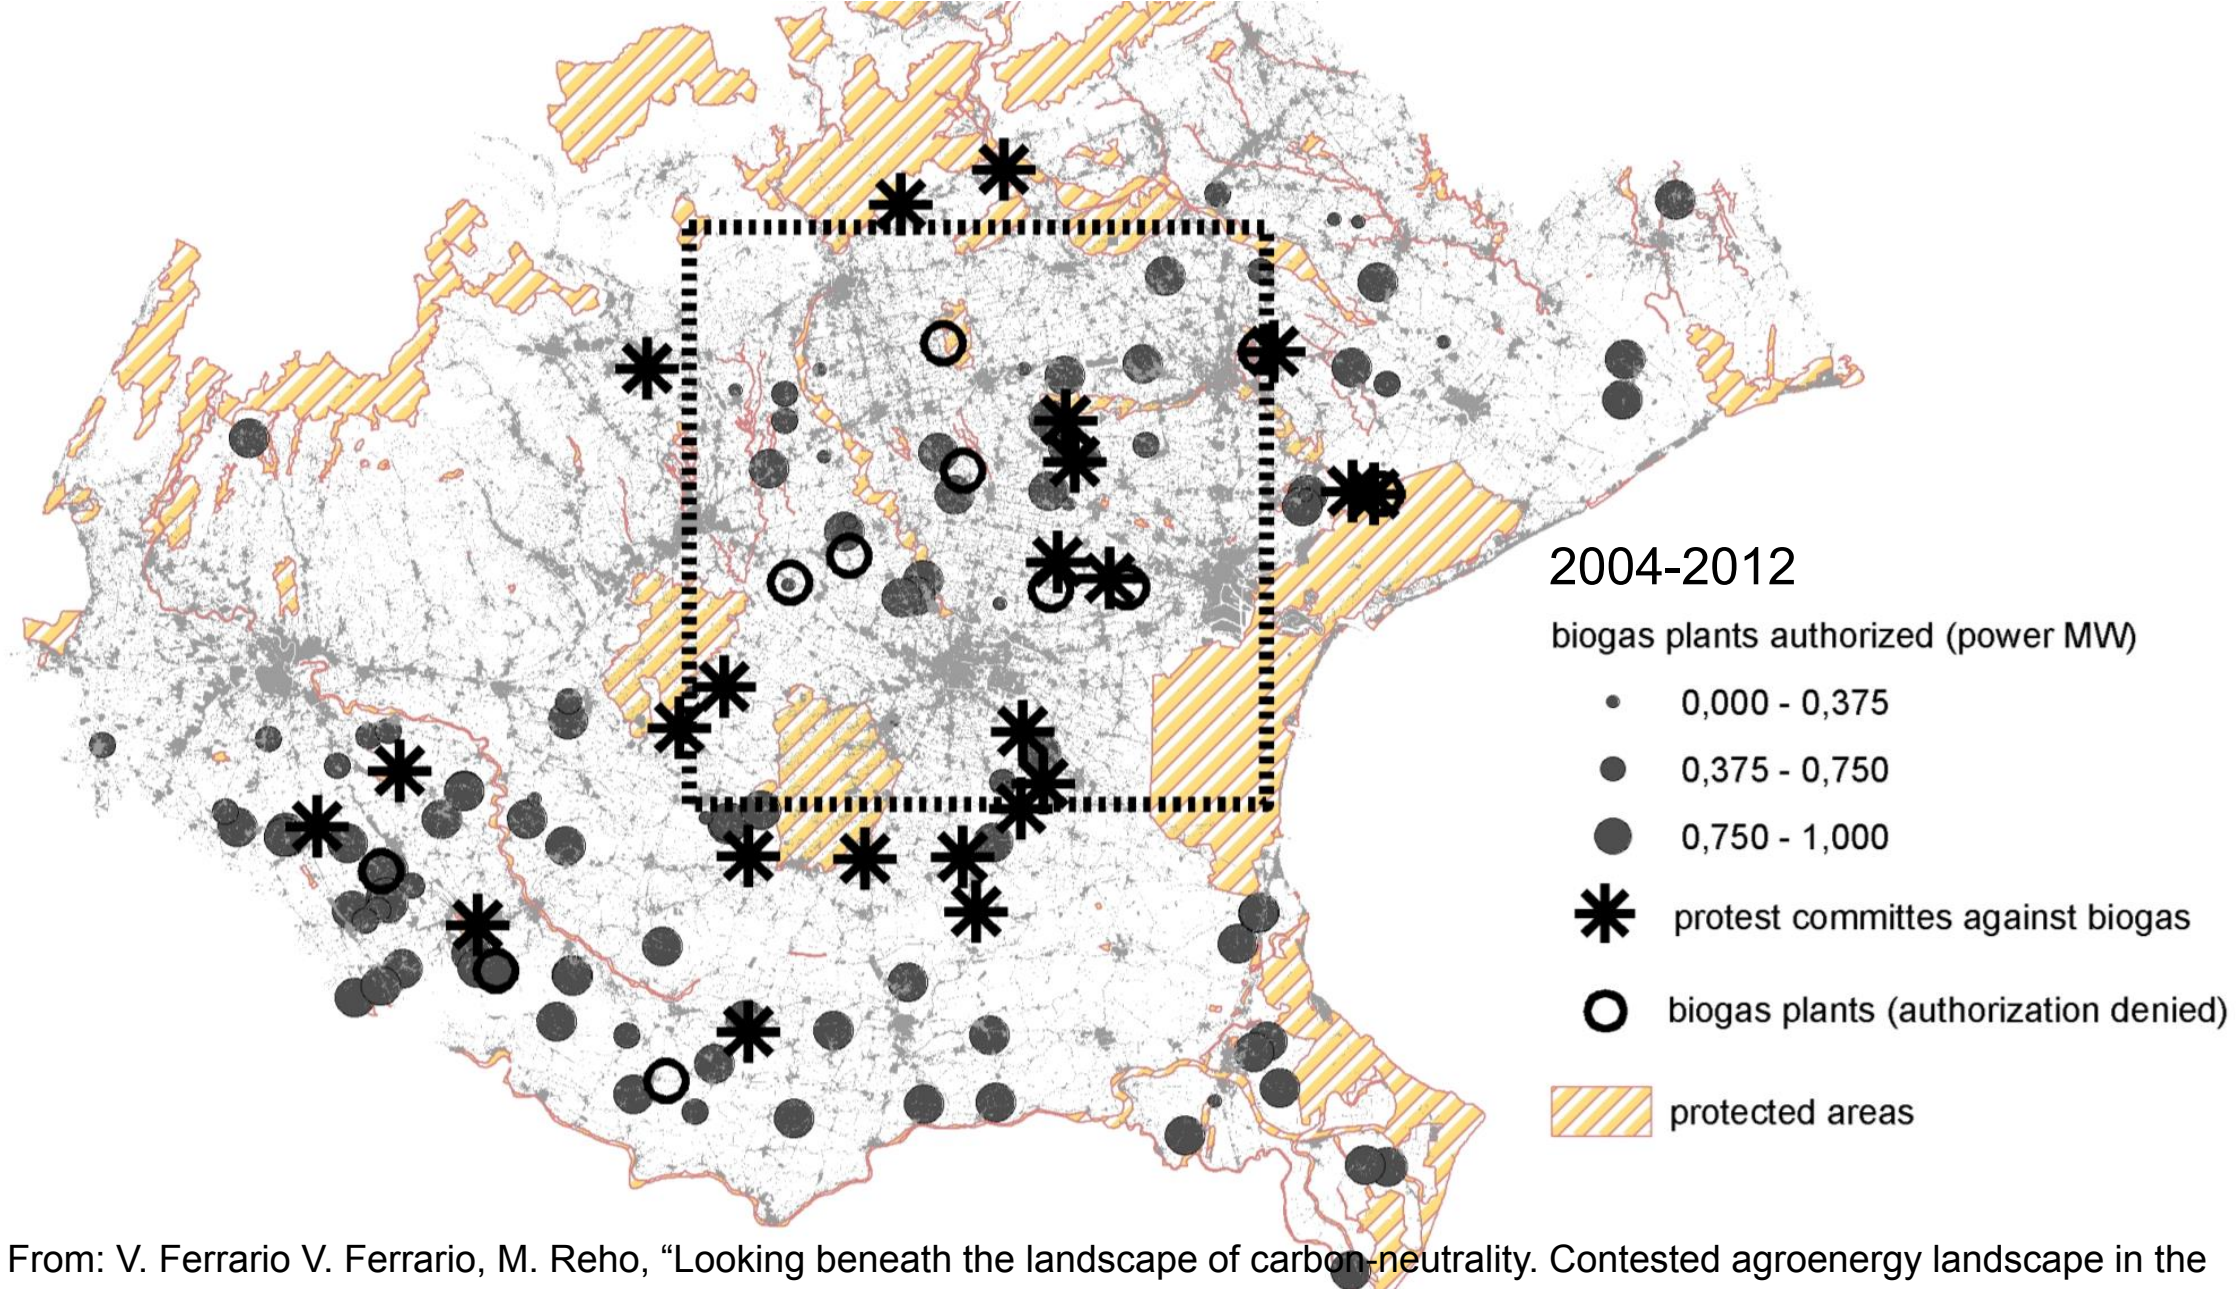 2004-2012
biogas plants authorized (power MW)
0,000 - 0,375
0,375 - 0,750
0,750 - 1,000
protest committes against biogas
biogas plants (authorization denied)
protected areas
From: V. Ferrario V. Ferrario, M. Reho, “Looking beneath the landscape of carbon-neutrality. Contested agroenergy landscape in the